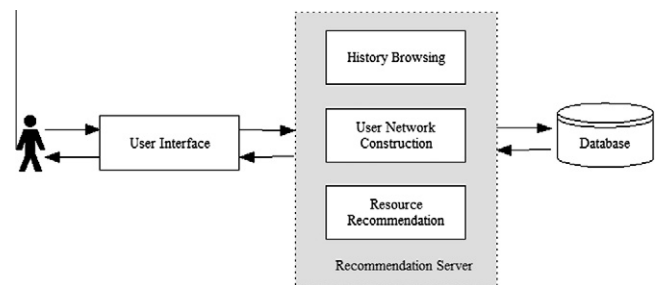 History Browsing
User Interface
User Network
Construction
Database
Resource
Recommendation
Recommendation Server